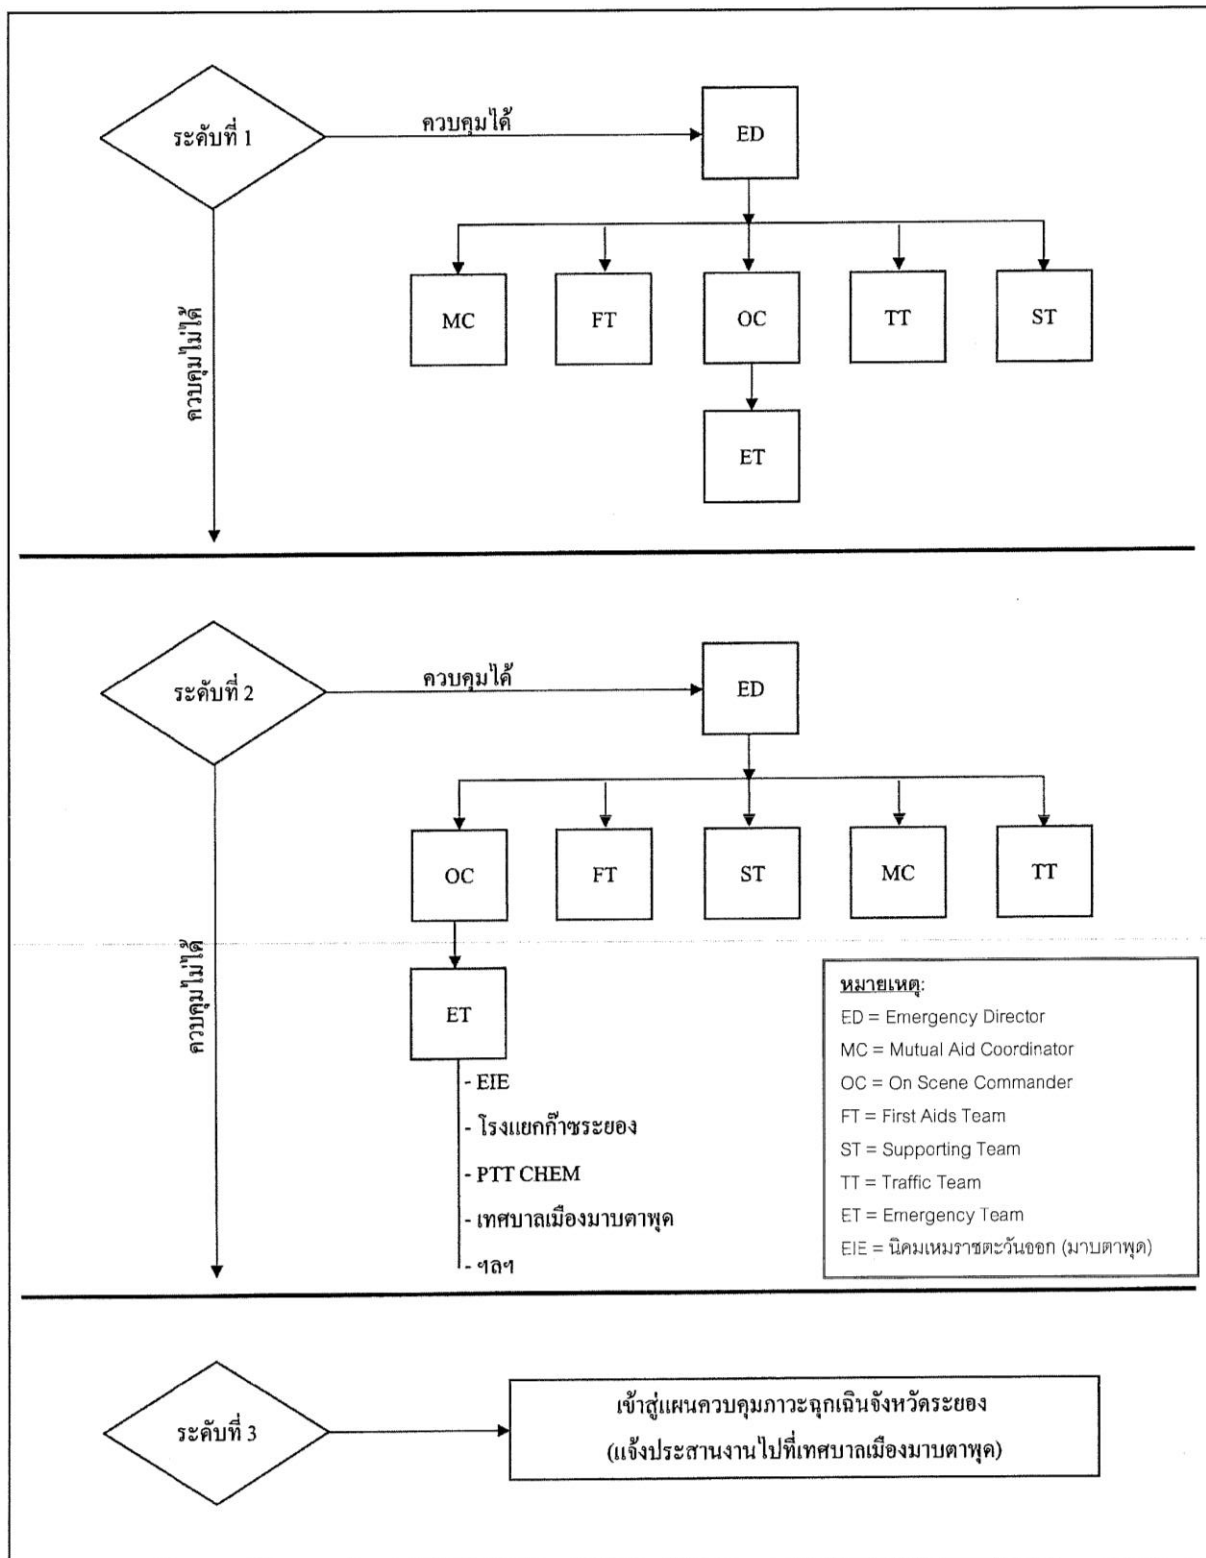 ระดับที่ 1
ควบคุมได้
ED
MC
FT
OC
TT
ST
ET
ควบคุมไม่ได้
ระดับที่ 2
ควบคุมได้
ED
OC
FT
ST
MC
TT
ET
- EIE
- โรงแยกก๊าซระยอง
- PTT CHEM
- เทศบาลเมืองมาบตาพุด
- ฯลฯ
ควบคุมไม่ได้
หมายเหตุ:
ED = Emergency Director
MC = Mutual Aid Coordinator
OC = On Scene Commander
FT = First Aids Team
ST = Supporting Team
TT = Traffic Team
ET = Emergency Team
EIE = นิคมเหมราชตะวันออก (มาบตาพุด)
ระดับที่ 3
เข้าสู่แผนควบคุมภาวะฉุกเฉินจังหวัดระยอง
(แจ้งประสานงานไปที่เทศบาลเมืองมาบตาพุด)